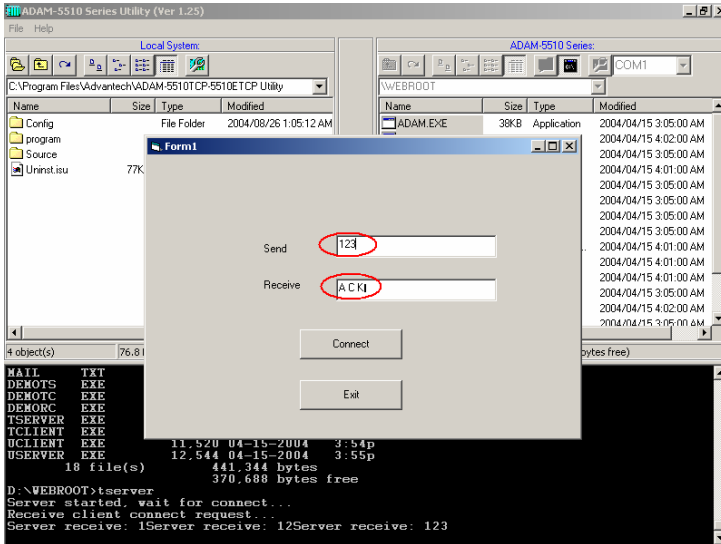 ADAM-5510 Series Utility (Ver 1.25)
File Help
Local System:
ADAM-5510 Series:
COM1
C:\Program Files\Advantech\ADAM-5510TCP-5510ETCP Utility
\WEBROOT
Name Size Type Modified
Name Size Type Modified
Config File Folder 2004/08/26 1:05:12 AM
program
Source
Uninst.isu 77K
ADAM.EXE 38KB Application 2004/04/15 3:05:00 AM
2004/04/15 4:02:00 AM
2004/04/15 3:05:00 AM
2004/04/15 4:01:00 AM
2004/04/15 3:05:00 AM
2004/04/15 3:05:00 AM
2004/04/15 3:05:00 AM
2004/04/15 3:05:00 AM
2004/04/15 4:01:00 AM
2004/04/15 4:01:00 AM
2004/04/15 4:01:00 AM
2004/04/15 3:05:00 AM
2004/04/15 4:02:00 AM
2004/04/15 3:05:00 AM
Form1
Send 123
Receive A C K
Connect
Exit
4 object(s) 76.8
bytes free)
MAIL TXT
DEMOTS EXE
DEMOTC EXE
DEMORC EXE
TSERVER EXE
TCLIENT EXE
UCLIENT EXE 11,520 04-15-2004 3:54p
USERVER EXE 12,544 04-15-2004 3:55p
18 file(s) 441,344 bytes
370,688 bytes free
D:\WEBROOT>tserver
Server started, wait for connect...
Receive client connect request...
Server receive: 1Server receive: 12Server receive: 123